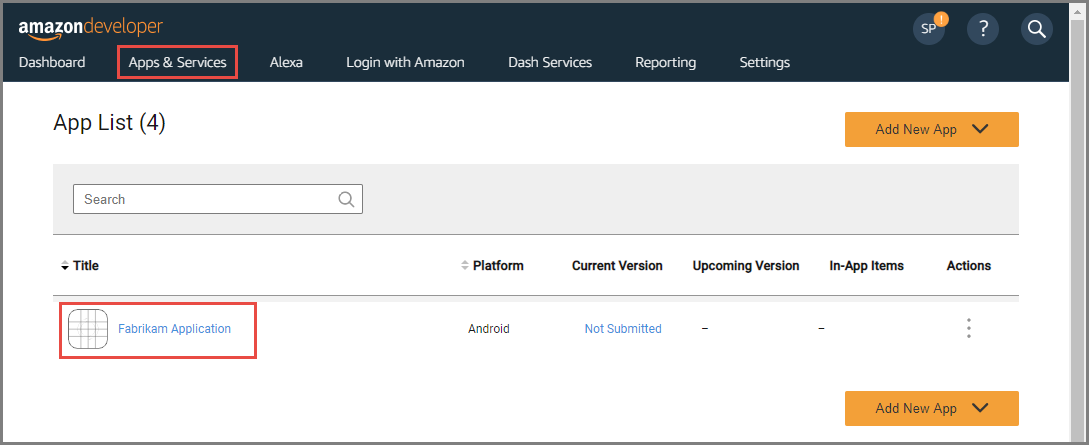 amazondeveloper
SP ! ?
Dashboard Apps & Services Alexa Login with Amazon Dash Services Reporting Settings
App List (4)
Add New App
Search
Title Platform Current Version Upcoming Version In-App Items Actions
Fabrikam Application Android Not Submitted – –
Add New App